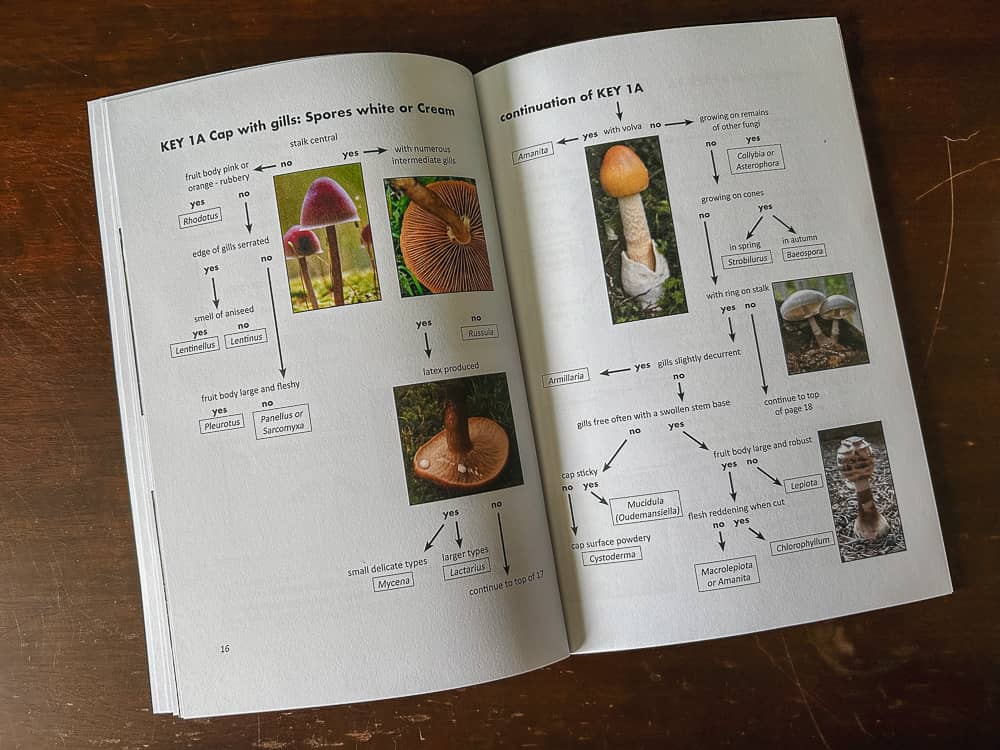 KEY 1A Cap with gills: Spores white or Cream
stalk central
no
yes
with numerous
intermediate gills
fruit body pink or
orange - rubbery
yes
no
Rhodotus
edge of gills serrated
yes
no
smell of aniseed
yes
no
Lentinellus
Lentinus
fruit body large and fleshy
yes
no
Pleurotus
Panellus or
Sarcomyxa
yes
no
Russula
latex produced
yes
no
small delicate types
Mycena
larger types
Lactarius
continue to top of 17
16
continuation of KEY 1A
Amanita
yes with volva no
growing on remains
of other fungi
no
yes
Collybia or
Asterophora
growing on cones
no
yes
in spring
Strobilurus
in autumn
Baeospora
with ring on stalk
yes
no
Armillaria
yes gills slightly decurrent
no
continue to top
of page 18
gills free often with a swollen stem base
no
yes
cap sticky
no yes
fruit body large and robust
yes
no
Lepiota
Mucidula
(Oudemansiella)
flesh reddening when cut
no
yes
cap surface powdery
Cystoderma
Chlorophyllum
Macrolepiota
or Amanita